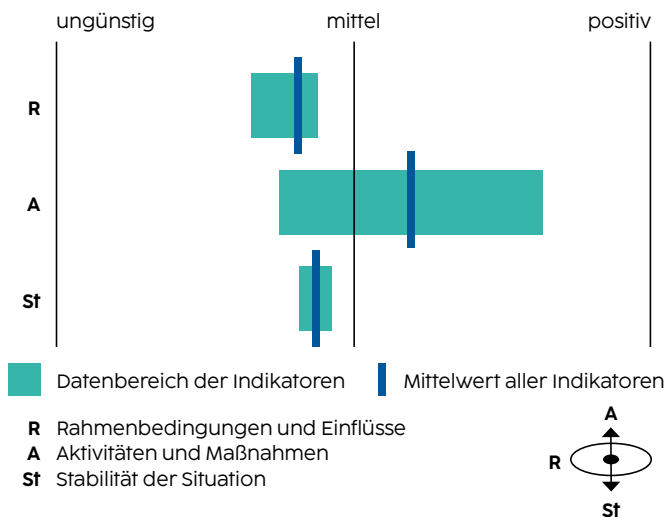 ungünstig mittel positiv
R
A
St
Datenbereich der Indikatoren Mittelwert aller Indikatoren
R Rahmenbedingungen und Einflüsse
A Aktivitäten und Maßnahmen
St Stabilität der Situation
A
R
St